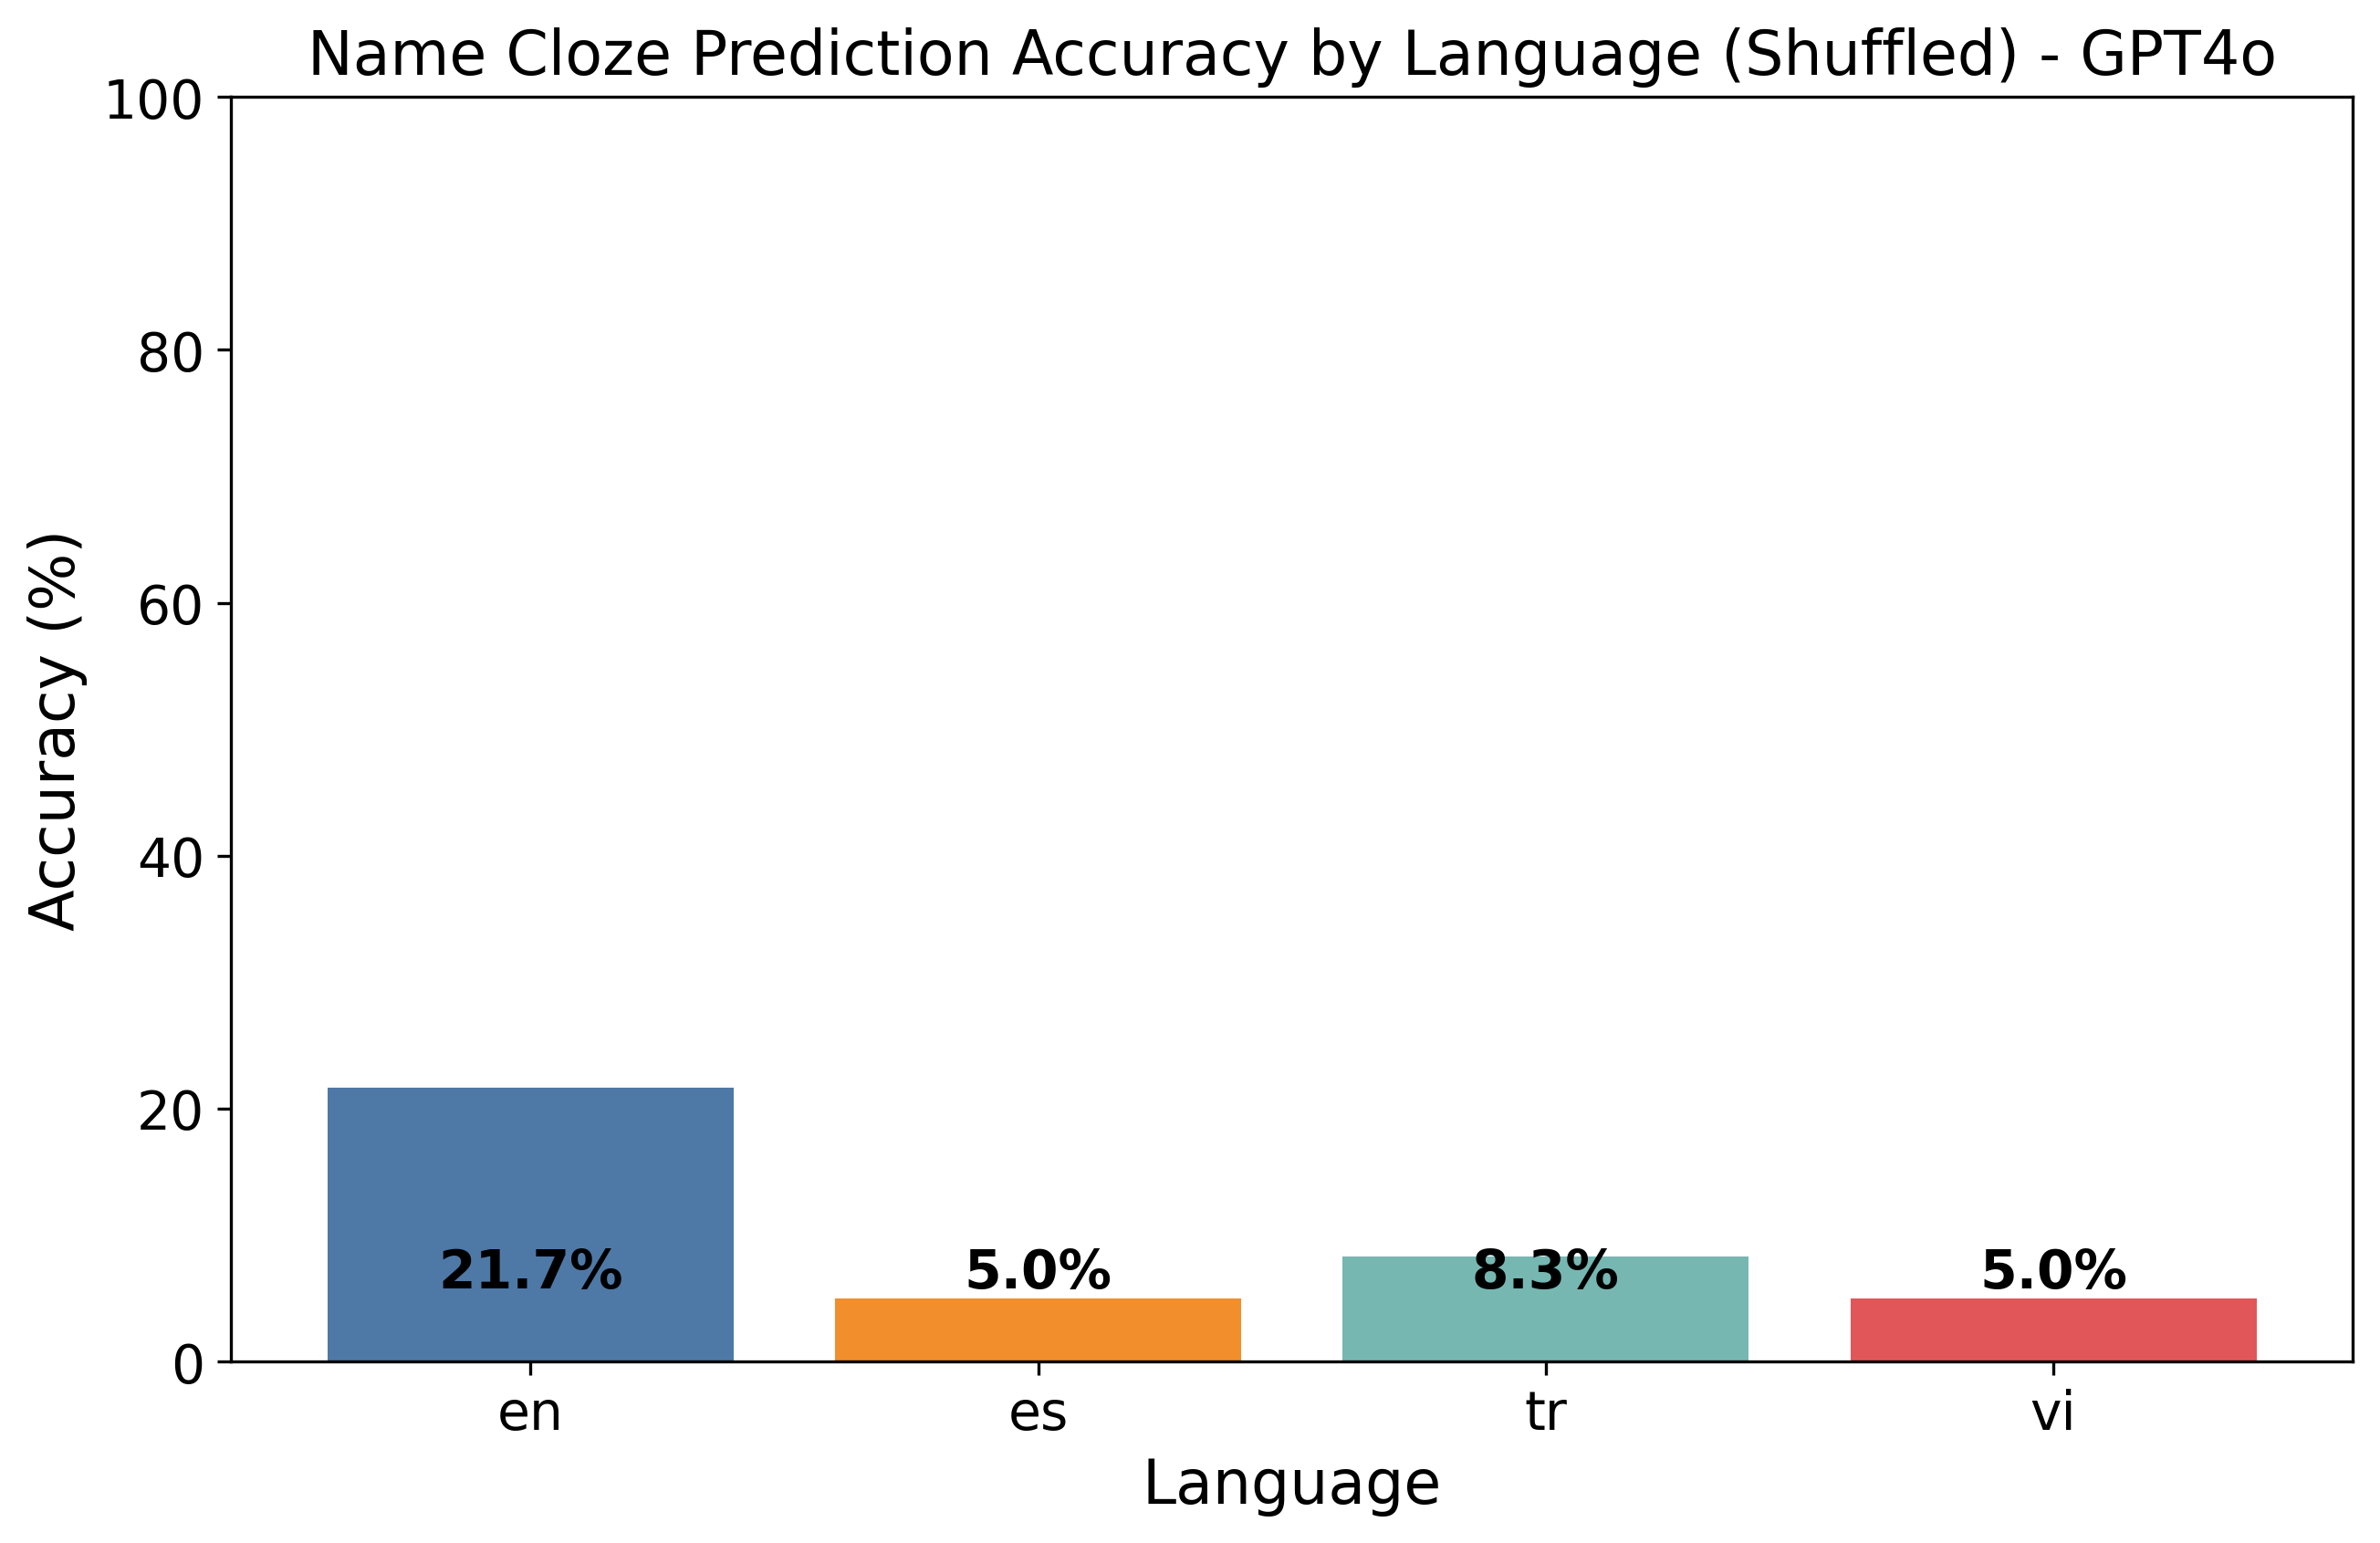 Name Cloze Prediction Accuracy by Language (Shuffled) - GPT4o
100
80
60
40
20
0
Accuracy (%)
21.7%
5.0%
8.3%
5.0%
en
es
tr
vi
Language